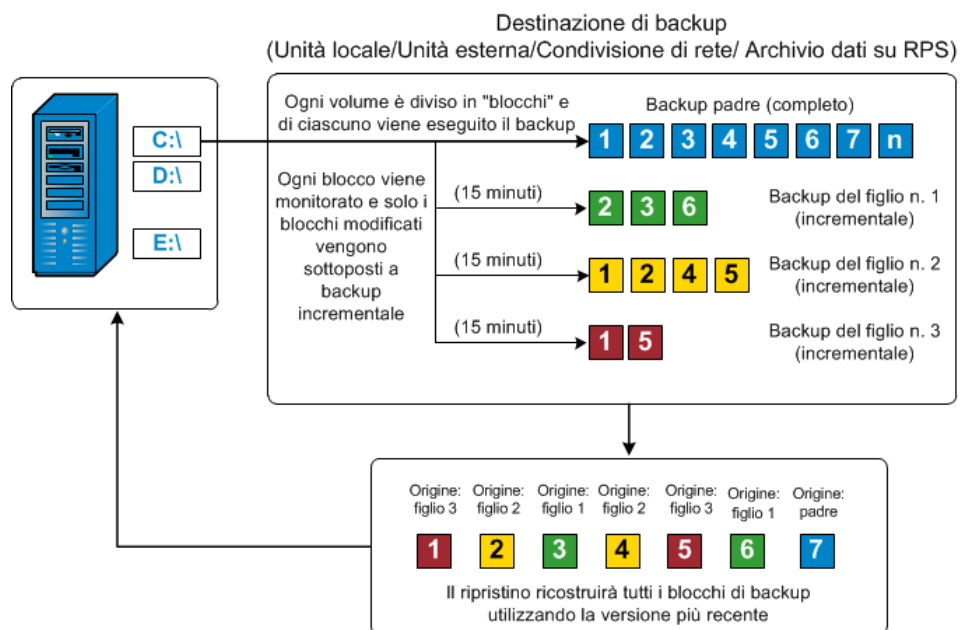 Destinazione di backup
(Unità locale/Unità esterna/Condivisione di rete/ Archivio dati su RPS)
C:\
D:\
E:\
Ogni volume è diviso in "blocchi" e
di ciascuno viene eseguito il backup
Backup padre (completo)
1 2 3 4 5 6 7 n
Ogni blocco viene
monitorato e solo i
blocchi modificati
vengono
sottoposti a
backup
incrementale
(15 minuti)
2 3 6
Backup del figlio n. 1
(incrementale)
(15 minuti)
1 2 4 5
Backup del figlio n. 2
(incrementale)
(15 minuti)
1 5
Backup del figlio n. 3
(incrementale)
Origine:
figlio 3
Origine:
figlio 2
Origine:
figlio 1
Origine:
figlio 2
Origine:
figlio 3
Origine:
figlio 1
Origine:
padre
1 2 3 4 5 6 7
Il ripristino ricostruirà tutti i blocchi di backup
utilizzando la versione più recente